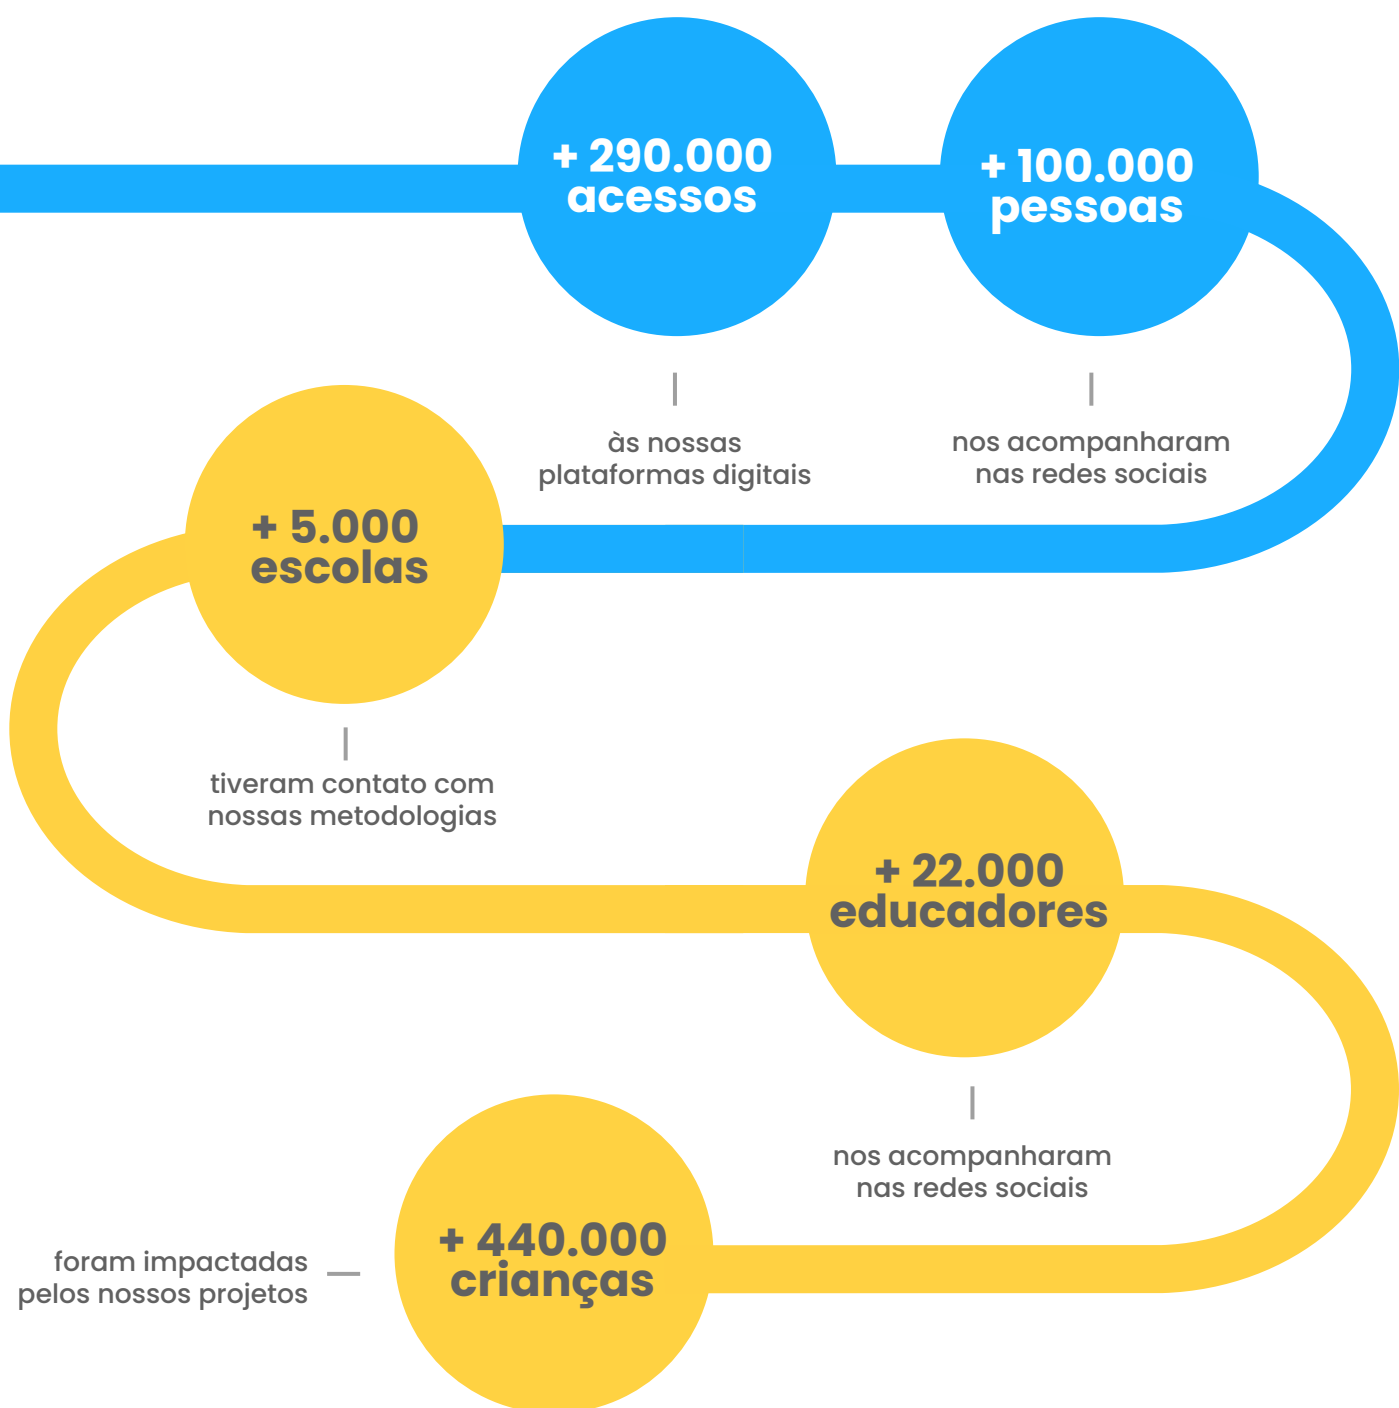 + 290.000
acessos
às nossas
plataformas digitais
+ 100.000
pessoas
nos acompanharam
nas redes sociais
+ 5.000
escolas
tiveram contato com
nossas metodologias
+ 22.000
educadores
nos acompanharam
nas redes sociais
+ 440.000
crianças
foram impactadas
pelos nossos projetos